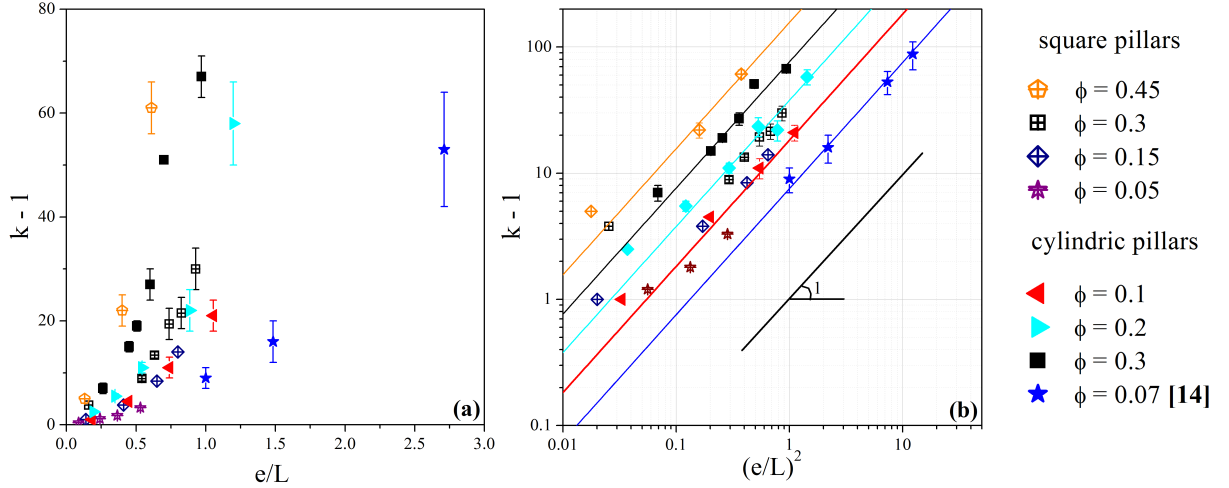 80
60
40
20
0
k - 1
0.0
0.5
1.0
1.5
2.0
2.5
3.0
e/L
(a)
100
10
1
0.1
k - 1
1
0.01
0.1
1
10
(e/L)²
(b)
square pillars
ϕ = 0.45
ϕ = 0.3
ϕ = 0.15
ϕ = 0.05
cylindric pillars
ϕ = 0.1
ϕ = 0.2
ϕ = 0.3
ϕ = 0.07 [14]